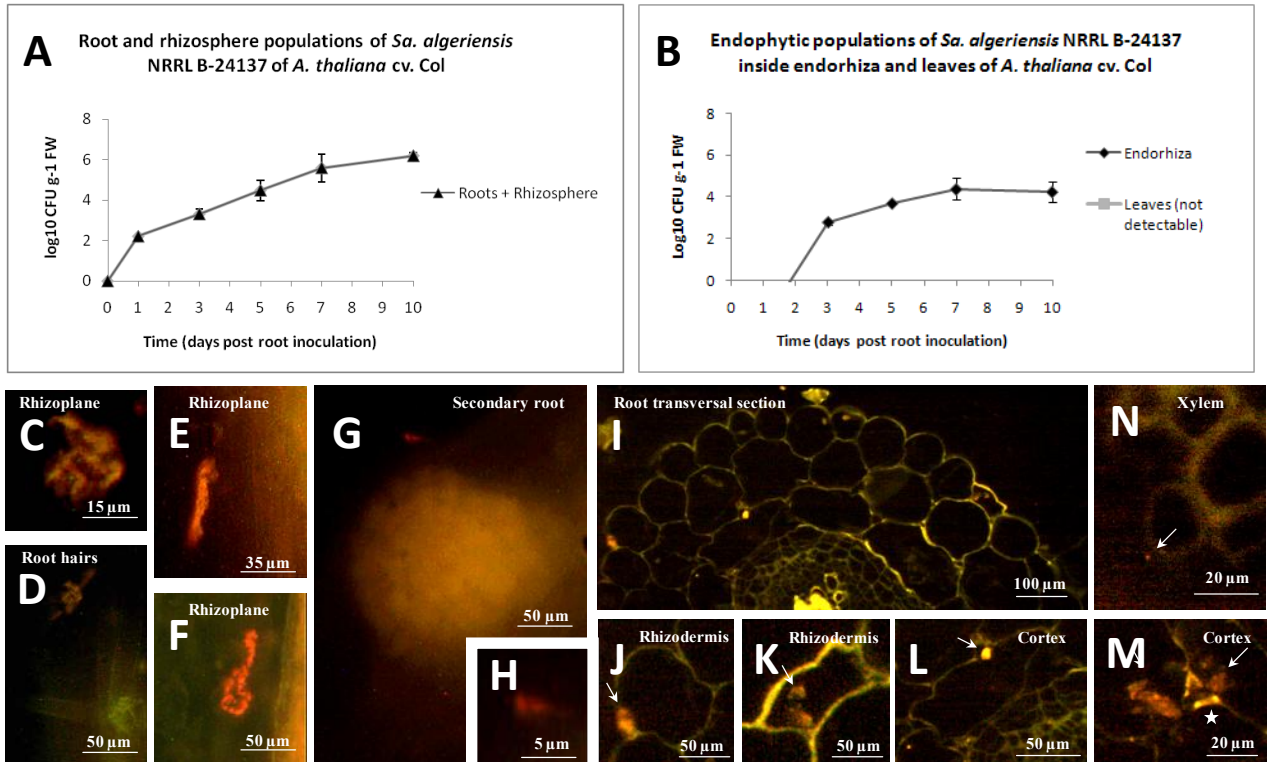 A
Root and rhizosphere populations of Sa. algeriensis
NRRL B-24137 of A. thaliana cv. Col
log10 CFU g-1 FW
8
6
4
2
0
0 1 2 3 4 5 6 7 8 9 10
Time (days post root inoculation)
Roots + Rhizosphere
B
Endophytic populations of Sa. algeriensis NRRL B-24137
inside endorhiza and leaves of A. thaliana cv. Col
Log10 CFU g-1 FW
8
6
4
2
0
0 1 2 3 4 5 6 7 8 9 10
Time (days post root inoculation)
Endorhiza
Leaves (not
detectable)
Rhizoplane
C
15 µm
Root hairs
D
50 µm
Rhizoplane
E
35 µm
Rhizoplane
F
50 µm
Secondary root
G
50 µm
H
5 µm
Root transversal section
I
100 µm
Rhizodermis
J
50 µm
Rhizodermis
K
50 µm
Cortex
L
50 µm
Xylem
N
20 µm
Cortex
M
20 µm